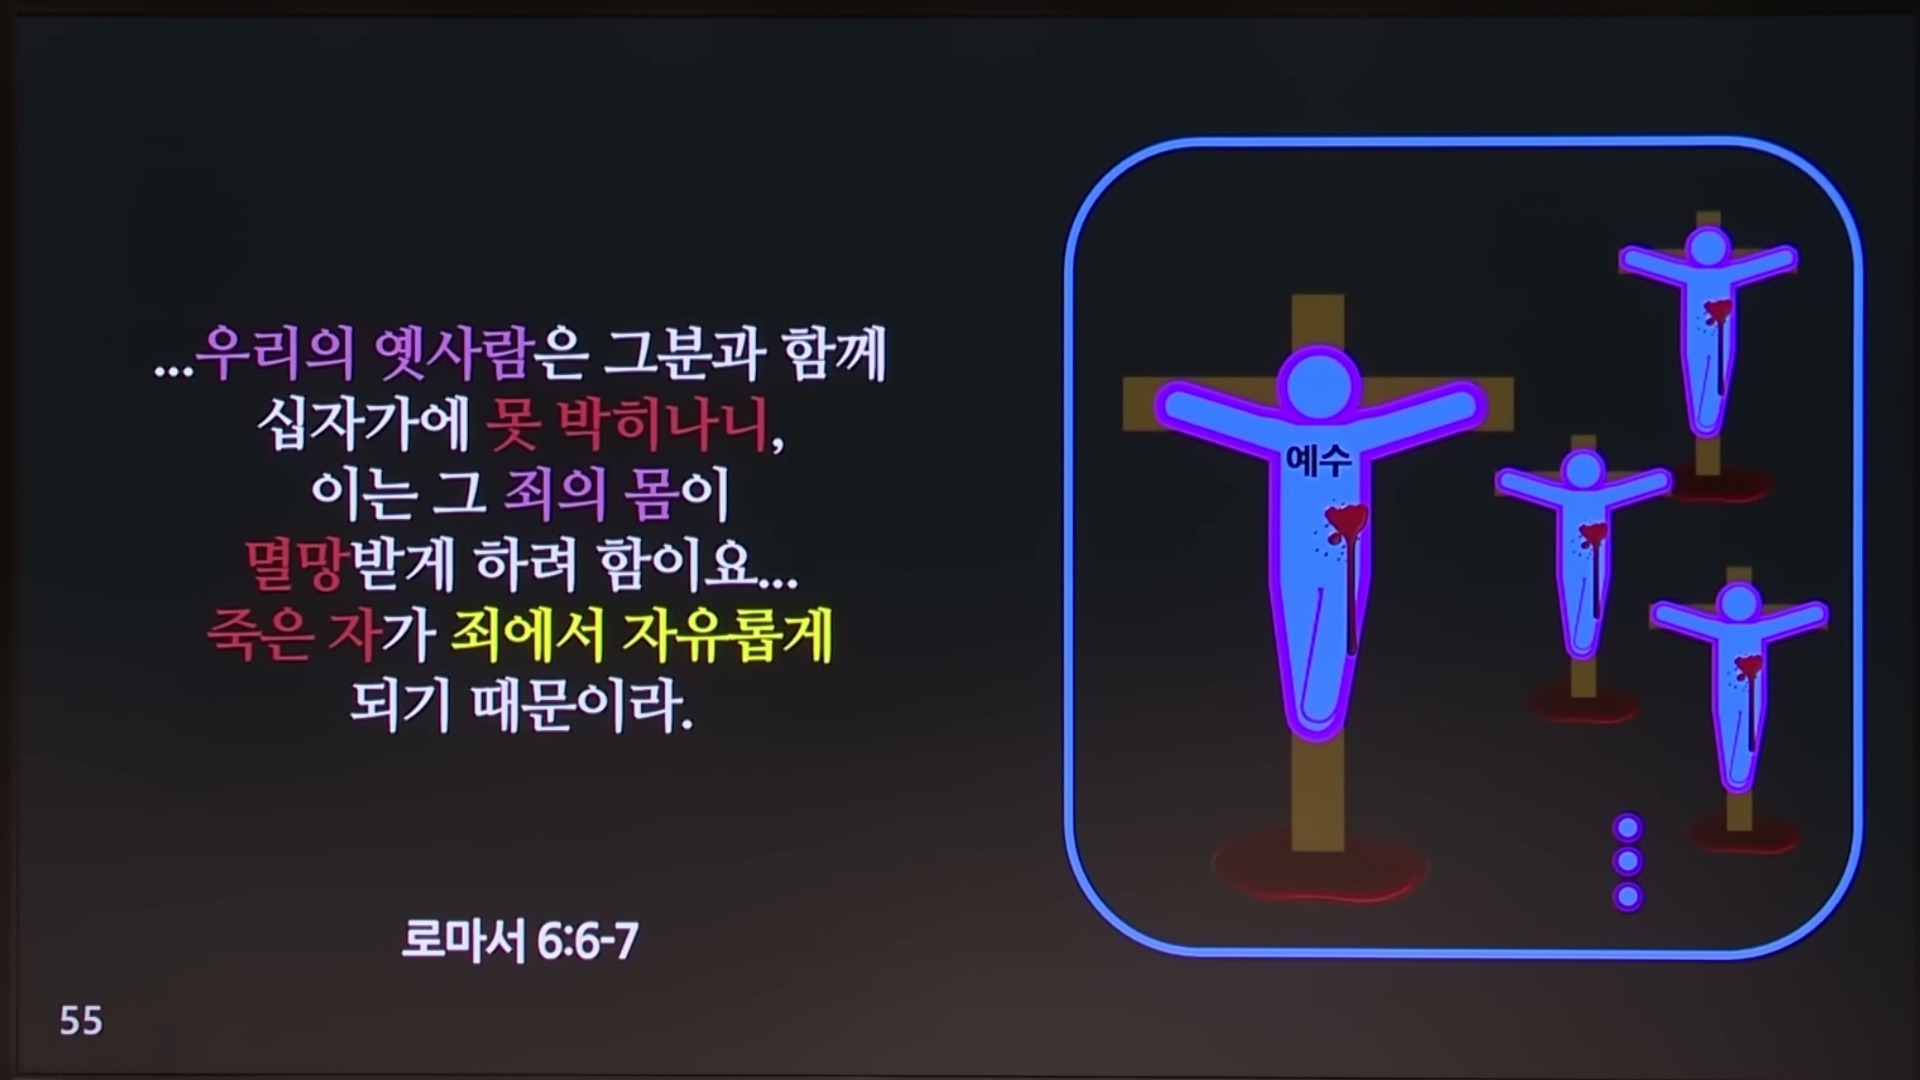 ...우리의 옛사람은 그분과 함께
십자가에 못 박히나니,
이는 그 죄의 몸이
멸망받게 하려 함이요...
죽은 자가 죄에서 자유롭게
되기 때문이라.
로마서 6:6-7
55
예수